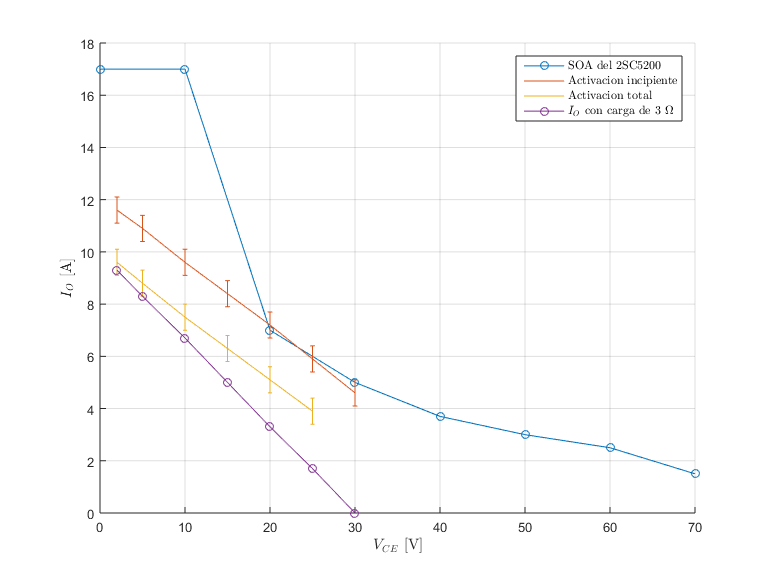 18
16
14
12
10
8
6
4
2
0
I_O [A]
SOA del 2SC5200
Activacion incipiente
Activacion total
I_O con carga de 3 Ω
0 10 20 30 40 50 60 70
V_CE [V]